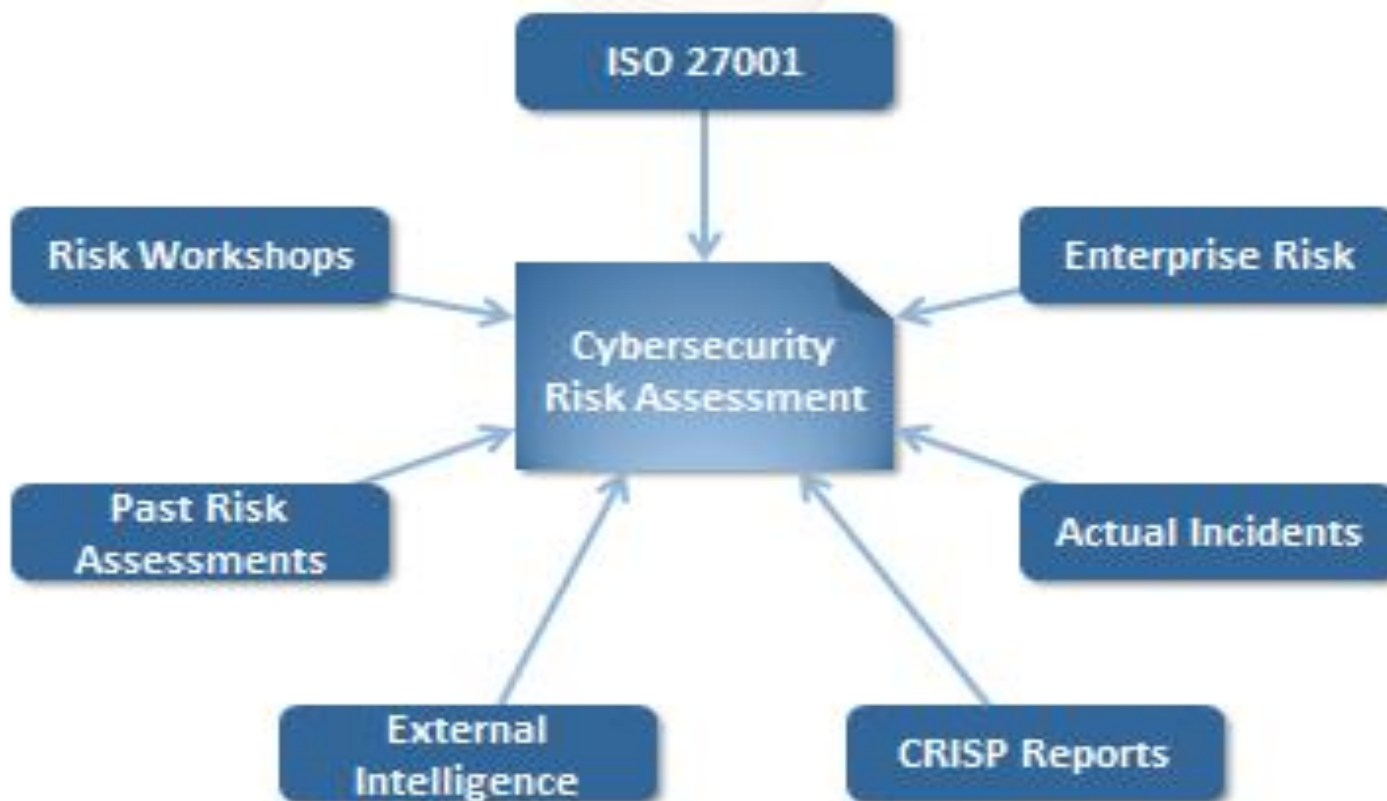 ISO 27001
Risk Workshops
Enterprise Risk
Cybersecurity
Risk Assessment
Past Risk
Assessments
Actual Incidents
External
Intelligence
CRISP Reports